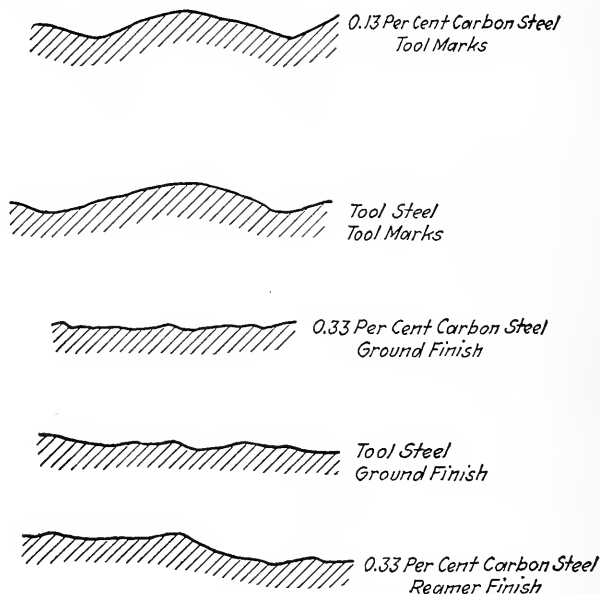 0.13 Per Cent Carbon Steel
Tool Marks
Tool Steel
Tool Marks
0.33 Per Cent Carbon Steel
Ground Finish
Tool Steel
Ground Finish
0.33 Per Cent Carbon Steel
Reamer Finish